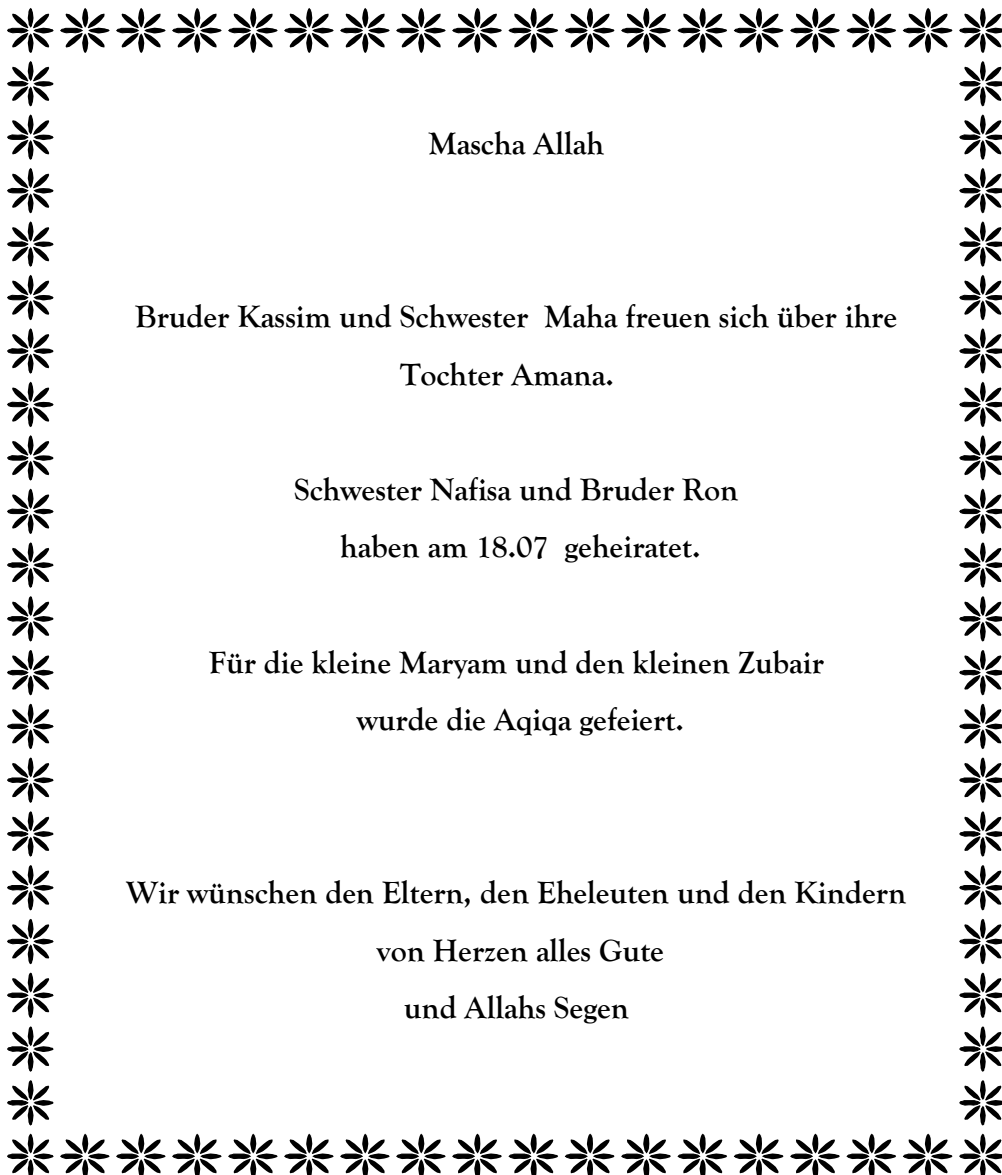 Mascha Allah
Bruder Kassim und Schwester  Maha freuen sich über ihre
Tochter Amana.
Schwester Nafisa und Bruder Ron
haben am 18.07  geheiratet.
Für die kleine Maryam und den kleinen Zubair
wurde die Aqiqa gefeiert.
Wir wünschen den Eltern, den Eheleuten und den Kindern
von Herzen alles Gute
und Allahs Segen